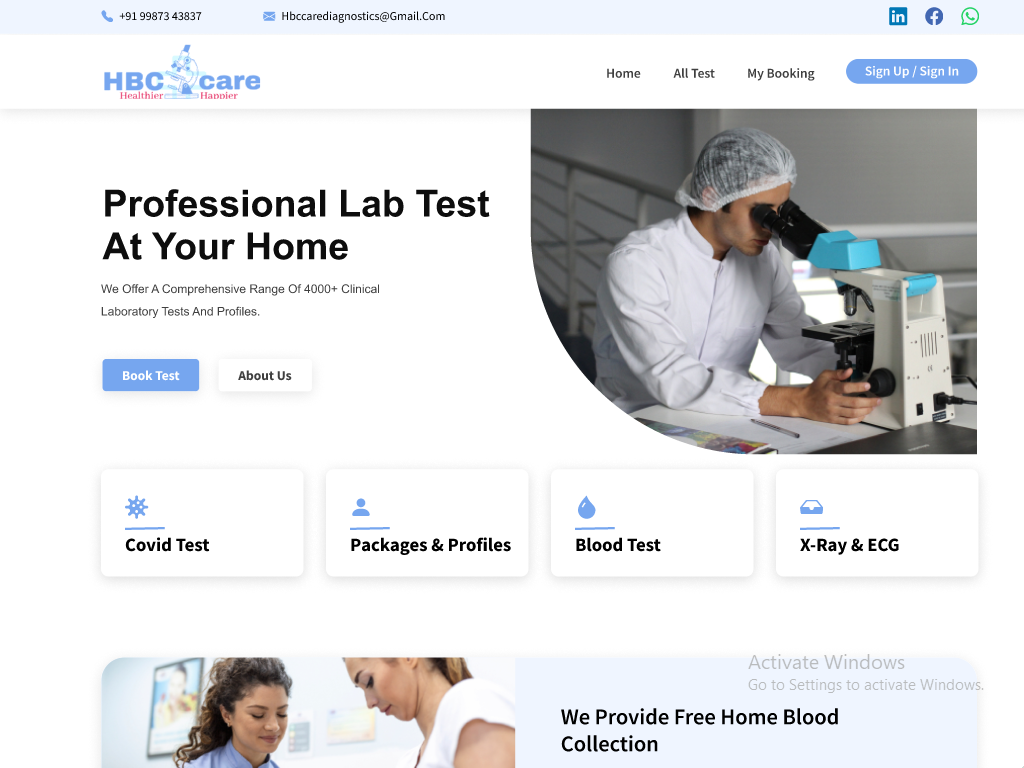 +91 99873 43837
Hbccarediagnostics@Gmail.Com
HBC care
Healthier Happier
Home
All Test
My Booking
Sign Up / Sign In
Professional Lab Test
At Your Home
We Offer A Comprehensive Range Of 4000+ Clinical
Laboratory Tests And Profiles.
Book Test
About Us
Covid Test
Packages & Profiles
Blood Test
X-Ray & ECG
Activate Windows
Go to Settings to activate Windows.
We Provide Free Home Blood
Collection